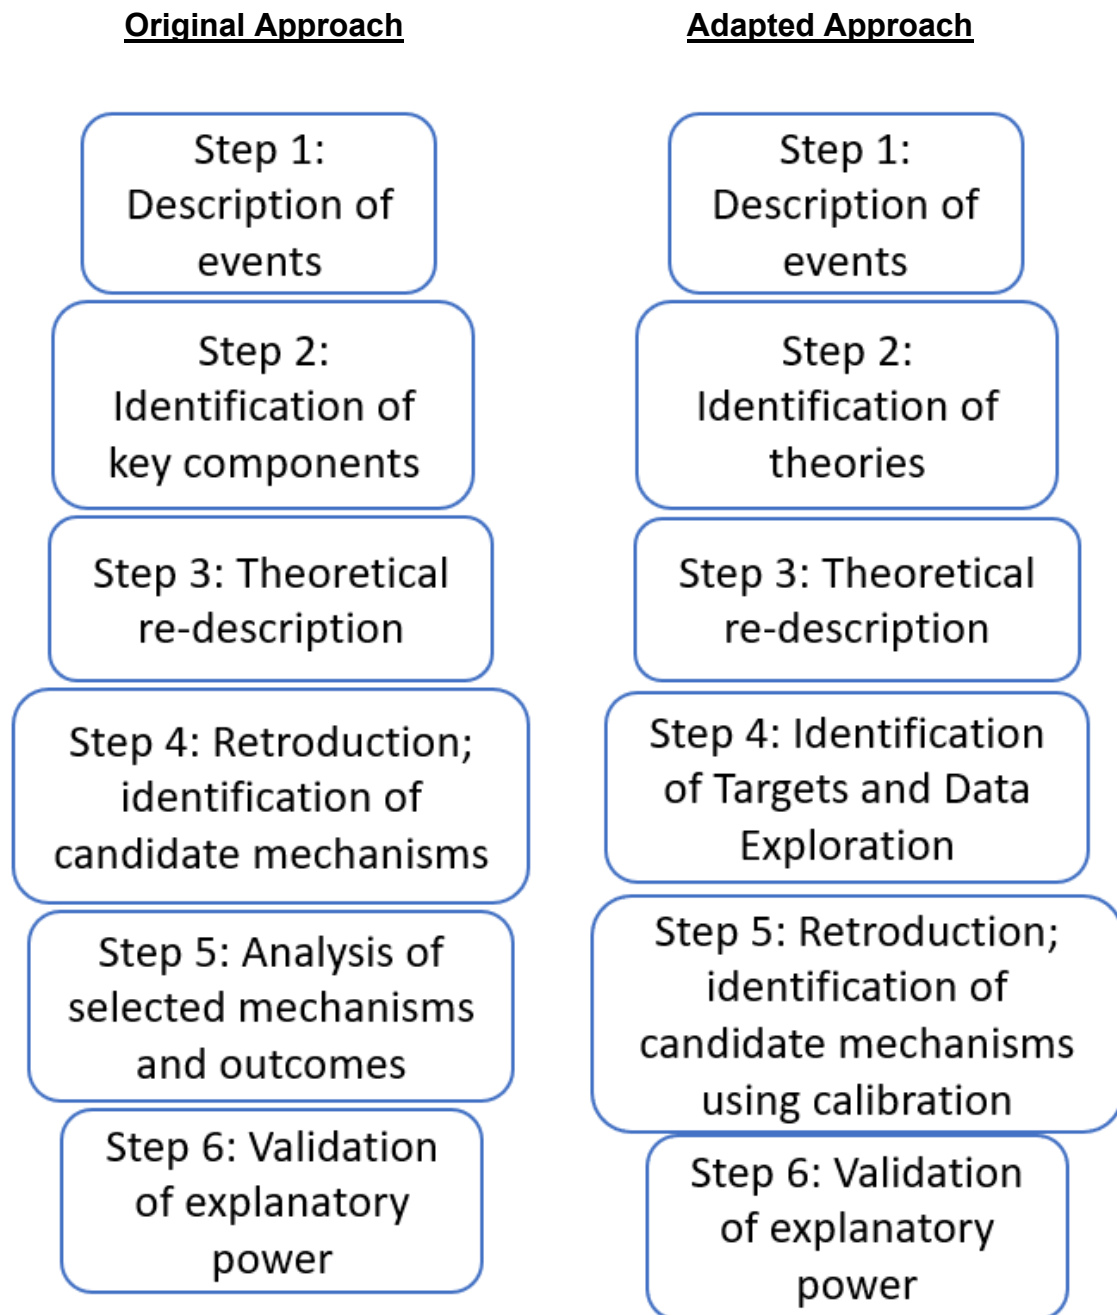 Original Approach
Step 1:
Description of
events
Step 2:
Identification of
key components
Step 3: Theoretical
re-description
Step 4: Retroduction;
identification of
candidate mechanisms
Step 5: Analysis of
selected mechanisms
and outcomes
Step 6: Validation
of explanatory
power
Adapted Approach
Step 1:
Description of
events
Step 2:
Identification of
theories
Step 3: Theoretical
re-description
Step 4: Identification
of Targets and Data
Exploration
Step 5: Retroduction;
identification of
candidate mechanisms
using calibration
Step 6: Validation
of explanatory
power